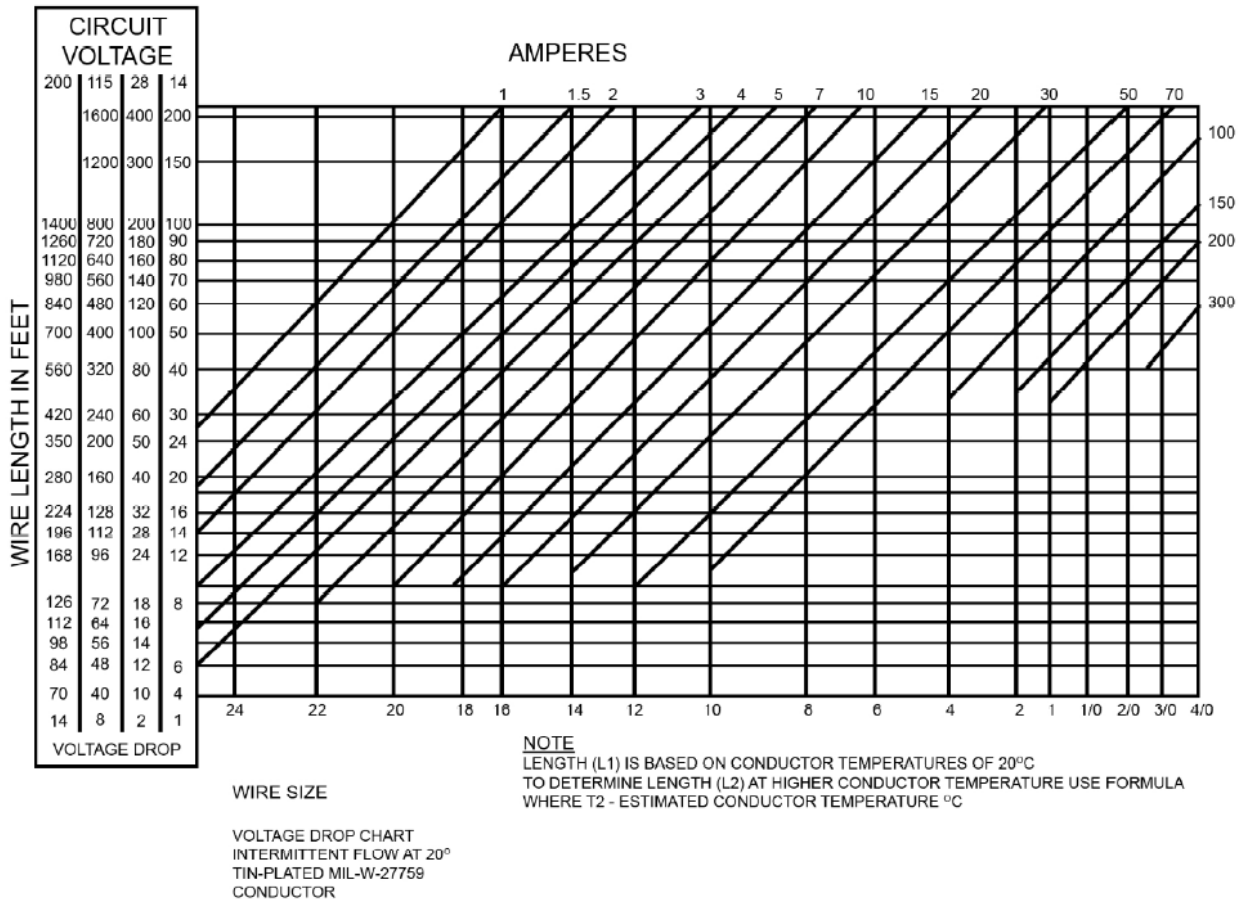 CIRCUIT
VOLTAGE
AMPERES
200 115 28 14
1 1.5 2 3 4 5 7 10 15 20 30 50 70
1600 400 200
100
1200 300 150
150
1400 800 200 100
200
1260 720 180 90
1120 640 160 80
980 560 140 70
840 480 120 60
300
700 400 100 50
560 320 80 40
420 240 60 30
350 200 50 24
280 160 40 20
224 128 32 16
196 112 28 14
168 96 24 12
126 72 18 8
112 64 16
98 56 14
84 48 12 6
70 40 10 4
14 8 2 1
VOLTAGE DROP
WIRE LENGTH IN FEET
24 22 20 18 16 14 12 10 8 6 4 2 1 1/0 2/0 3/0 4/0
NOTE
LENGTH (L1) IS BASED ON CONDUCTOR TEMPERATURES OF 20ºC
TO DETERMINE LENGTH (L2) AT HIGHER CONDUCTOR TEMPERATURE USE FORMULA
WHERE T2 - ESTIMATED CONDUCTOR TEMPERATURE ºC
WIRE SIZE
VOLTAGE DROP CHART
INTERMITTENT FLOW AT 20º
TIN-PLATED MIL-W-27759
CONDUCTOR